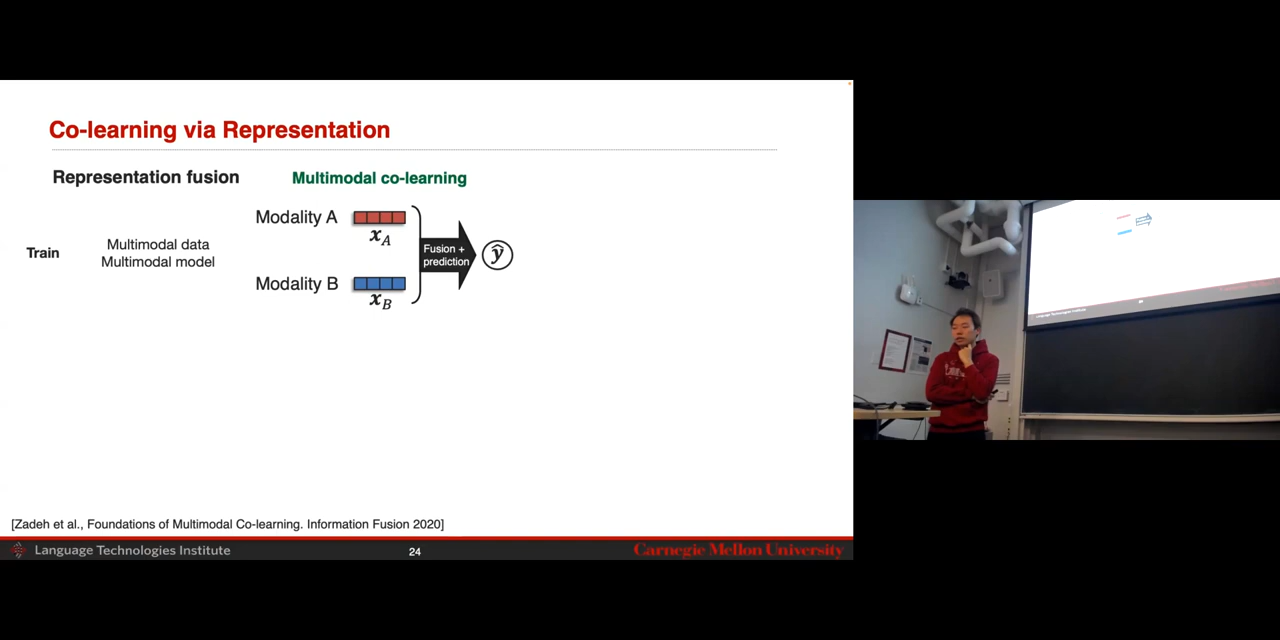 Co-learning via Representation
Representation fusion
Multimodal co-learning
Modality A
x_A
Train
Multimodal data
Multimodal model
Fusion +
prediction
ŷ
Modality B
x_B
[Zadeh et al., Foundations of Multimodal Co-learning. Information Fusion 2020]
Language Technologies Institute
24
Carnegie Mellon University